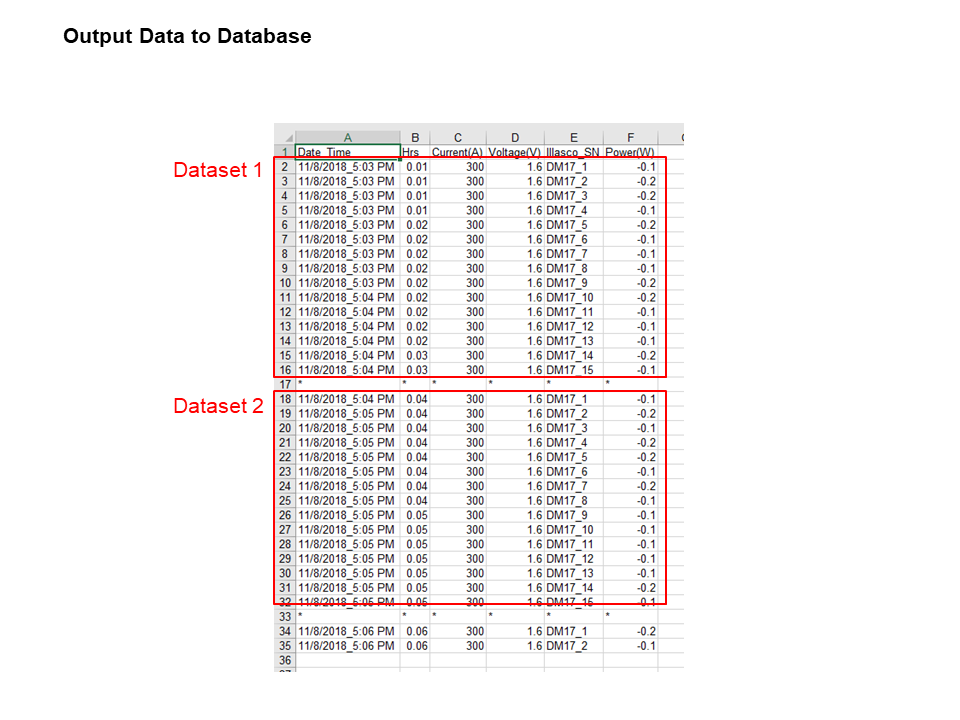 Output Data to Database
A B C D E F
1 Date_Time Hrs Current(A) Voltage(V) Illasco_SN Power(W)
Dataset 1
2 11/8/2018_5:03 PM 0.01 300 1.6 DM17_1 -0.1
3 11/8/2018_5:03 PM 0.01 300 1.6 DM17_2 -0.2
4 11/8/2018_5:03 PM 0.01 300 1.6 DM17_3 -0.2
5 11/8/2018_5:03 PM 0.01 300 1.6 DM17_4 -0.1
6 11/8/2018_5:03 PM 0.02 300 1.6 DM17_5 -0.2
7 11/8/2018_5:03 PM 0.02 300 1.6 DM17_6 -0.1
8 11/8/2018_5:03 PM 0.02 300 1.6 DM17_7 -0.1
9 11/8/2018_5:03 PM 0.02 300 1.6 DM17_8 -0.1
10 11/8/2018_5:03 PM 0.02 300 1.6 DM17_9 -0.2
11 11/8/2018_5:04 PM 0.02 300 1.6 DM17_10 -0.2
12 11/8/2018_5:04 PM 0.02 300 1.6 DM17_11 -0.1
13 11/8/2018_5:04 PM 0.02 300 1.6 DM17_12 -0.1
14 11/8/2018_5:04 PM 0.02 300 1.6 DM17_13 -0.1
15 11/8/2018_5:04 PM 0.03 300 1.6 DM17_14 -0.2
16 11/8/2018_5:04 PM 0.03 300 1.6 DM17_15 -0.1
17 * * * * * *
Dataset 2
18 11/8/2018_5:04 PM 0.04 300 1.6 DM17_1 -0.1
19 11/8/2018_5:05 PM 0.04 300 1.6 DM17_2 -0.2
20 11/8/2018_5:05 PM 0.04 300 1.6 DM17_3 -0.1
21 11/8/2018_5:05 PM 0.04 300 1.6 DM17_4 -0.2
22 11/8/2018_5:05 PM 0.04 300 1.6 DM17_5 -0.2
23 11/8/2018_5:05 PM 0.04 300 1.6 DM17_6 -0.1
24 11/8/2018_5:05 PM 0.04 300 1.6 DM17_7 -0.2
25 11/8/2018_5:05 PM 0.04 300 1.6 DM17_8 -0.1
26 11/8/2018_5:05 PM 0.05 300 1.6 DM17_9 -0.1
27 11/8/2018_5:05 PM 0.05 300 1.6 DM17_10 -0.1
28 11/8/2018_5:05 PM 0.05 300 1.6 DM17_11 -0.1
29 11/8/2018_5:05 PM 0.05 300 1.6 DM17_12 -0.1
30 11/8/2018_5:05 PM 0.05 300 1.6 DM17_13 -0.1
31 11/8/2018_5:05 PM 0.05 300 1.6 DM17_14 -0.2
32 11/8/2018_5:05 PM 0.05 300 1.6 DM17_15 -0.1
33 * * * * * *
34 11/8/2018_5:06 PM 0.06 300 1.6 DM17_1 -0.2
35 11/8/2018_5:06 PM 0.06 300 1.6 DM17_2 -0.1
36